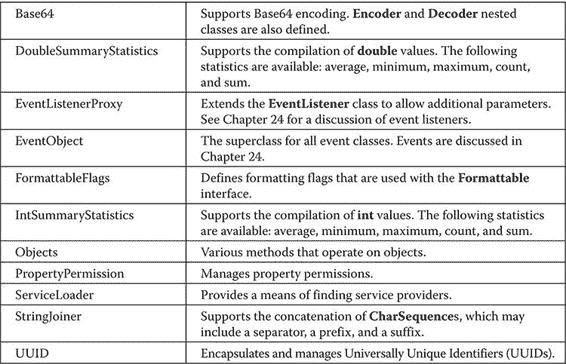 Base64
Supports Base64 encoding. Encoder and Decoder nested
classes are also defined.
DoubleSummaryStatistics
Supports the compilation of double values. The following
statistics are available: average, minimum, maximum, count,
and sum.
EventListenerProxy
Extends the EventListener class to allow additional parameters.
See Chapter 24 for a discussion of event listeners.
EventObject
The superclass for all event classes. Events are discussed in
Chapter 24.
FormattableFlags
Defines formatting flags that are used with the Formattable
interface.
IntSummaryStatistics
Supports the compilation of int values. The following statistics
are available: average, minimum, maximum, count, and sum.
Objects
Various methods that operate on objects.
PropertyPermission
Manages property permissions.
ServiceLoader
Provides a means of finding service providers.
StringJoiner
Supports the concatenation of CharSequences, which may
include a separator, a prefix, and a suffix.
UUID
Encapsulates and manages Universally Unique Identifiers (UUIDs).